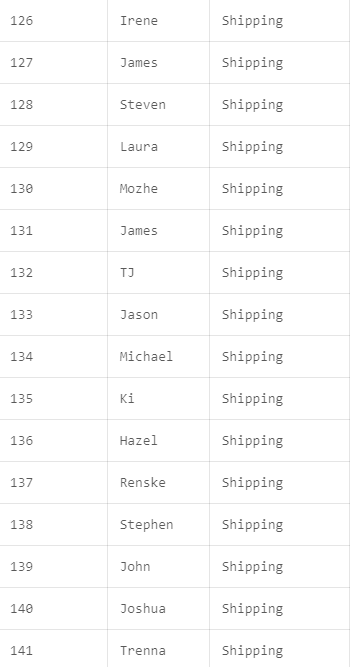 126 Irene Shipping
127 James Shipping
128 Steven Shipping
129 Laura Shipping
130 Mozhe Shipping
131 James Shipping
132 TJ Shipping
133 Jason Shipping
134 Michael Shipping
135 Ki Shipping
136 Hazel Shipping
137 Renske Shipping
138 Stephen Shipping
139 John Shipping
140 Joshua Shipping
141 Trenna Shipping